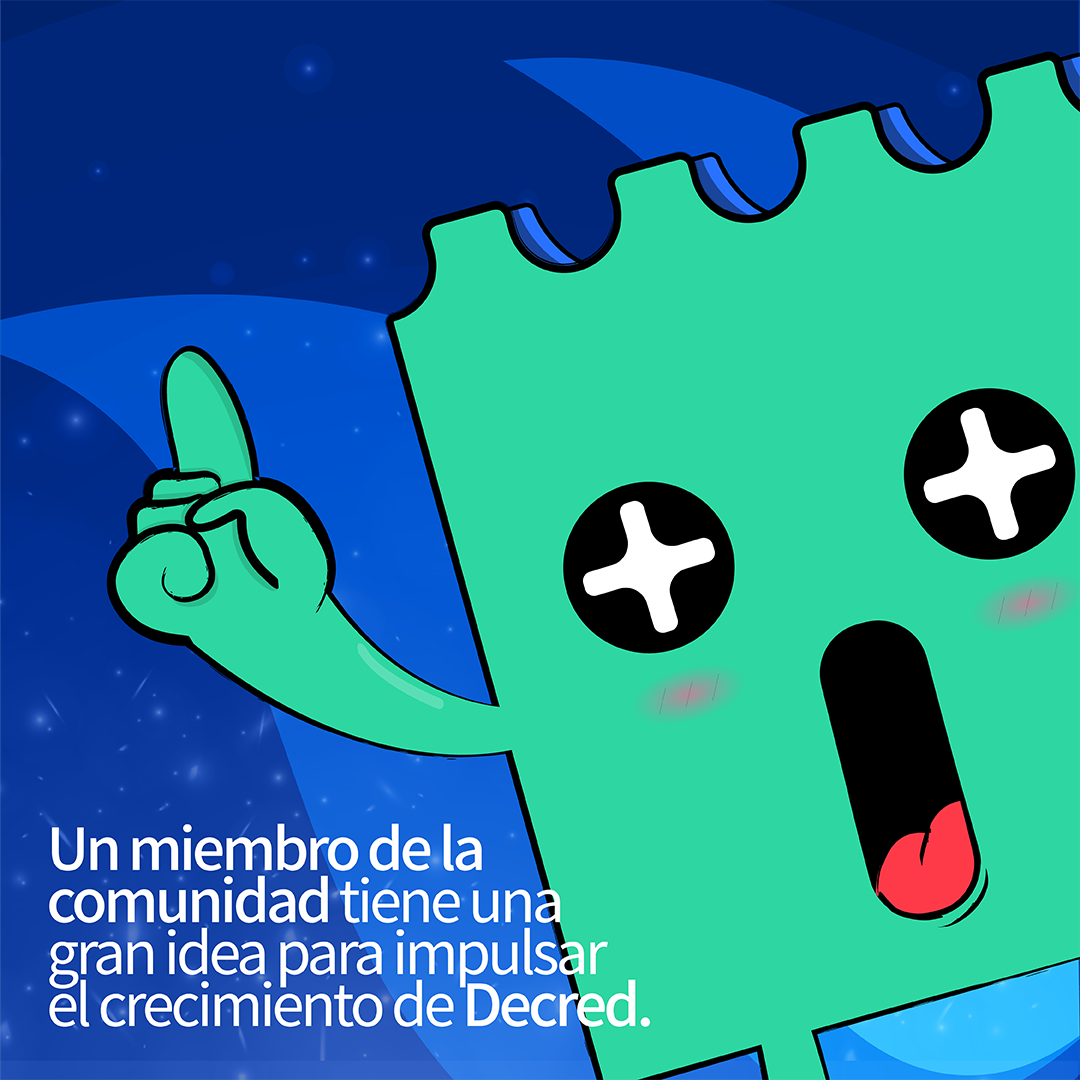 Un miembro de la
comunidad tiene una
gran idea para impulsar
el crecimiento de Decred.